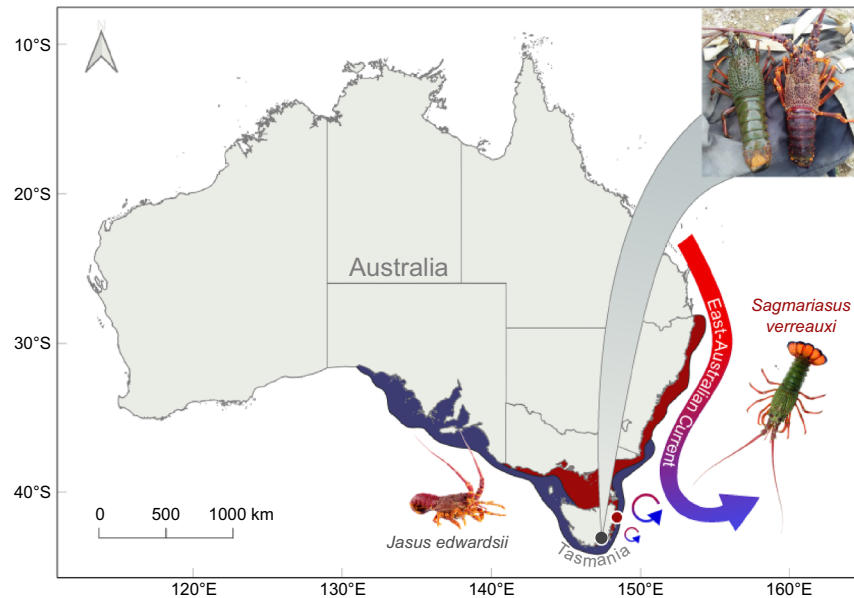 N
10°S
20°S
30°S
40°S
Australia
East-Australian Current
Sagmariasus
verreauxi
0 500 1000 km
Jasus edwardsii
Tasmania
120°E 130°E 140°E 150°E 160°E